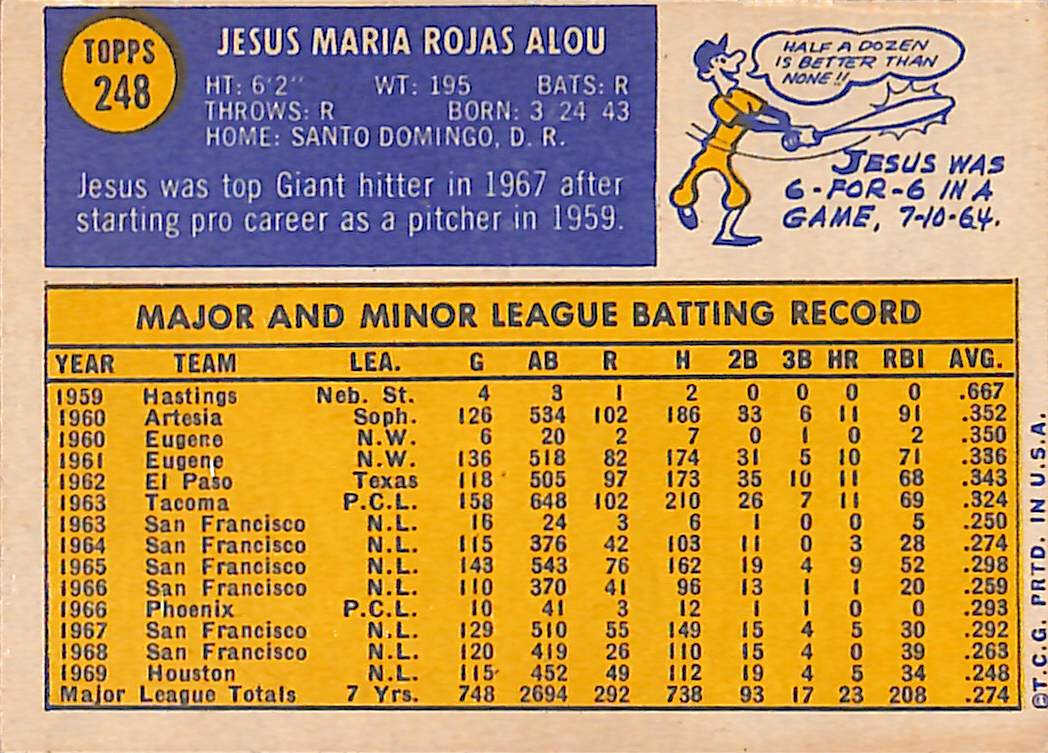 TOPPS
248
JESUS MARIA ROJAS ALOU
HT: 6'2" WT: 195 BATS: R
THROWS: R BORN: 3 24 43
HOME: SANTO DOMINGO, D. R.
Jesus was top Giant hitter in 1967 after
starting pro career as a pitcher in 1959.
HALF A DOZEN
IS BETTER THAN
NONE!!
JESUS WAS
6-FOR-6 IN A
GAME, 7-10-64.
MAJOR AND MINOR LEAGUE BATTING RECORD
YEAR TEAM LEA. G AB R H 2B 3B HR RBI AVG.
1959 Hastings Neb. St. 4 3 1 2 0 0 0 0 .667
1960 Artesia Soph. 126 534 102 186 33 6 11 91 .352
1960 Eugene N.W. 6 20 2 7 0 1 0 2 .350
1961 Eugene N.W. 136 518 82 174 31 5 10 71 .336
1962 El Paso Texas 118 505 97 173 35 10 11 68 .343
1963 Tacoma P.C.L. 158 648 102 210 26 7 11 69 .324
1963 San Francisco N.L. 16 24 3 6 1 0 0 5 .250
1964 San Francisco N.L. 115 376 42 103 11 0 3 28 .274
1965 San Francisco N.L. 143 543 76 162 19 4 9 52 .298
1966 San Francisco N.L. 110 370 41 96 13 1 1 20 .259
1966 Phoenix P.C.L. 10 41 3 12 1 1 0 0 .293
1967 San Francisco N.L. 129 510 55 149 15 4 5 30 .292
1968 San Francisco N.L. 120 419 26 110 15 4 0 39 .263
1969 Houston N.L. 115 452 49 112 19 4 5 34 .248
Major League Totals 7 Yrs. 748 2694 292 738 93 17 23 208 .274
©T.C.G. PRTD. IN U.S.A.